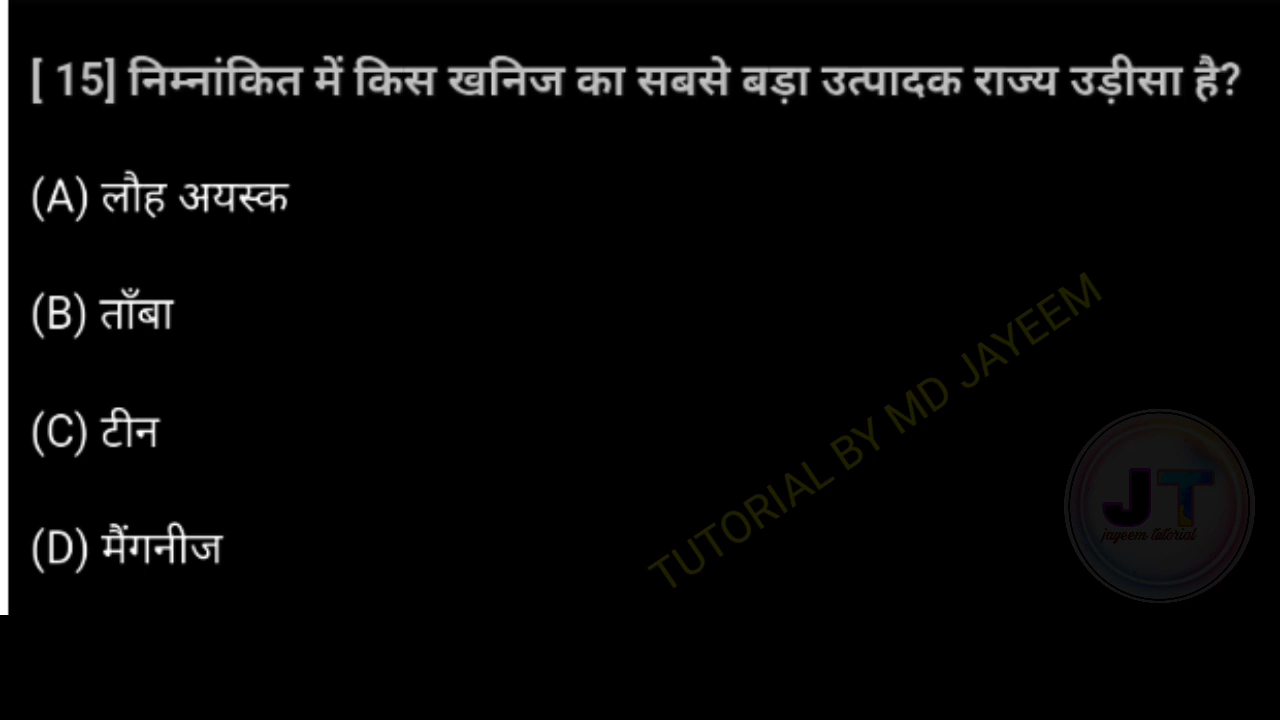 [ 15] निम्नांकित में किस खनिज का सबसे बड़ा उत्पादक राज्य उड़ीसा है?
(A) लौह अयस्क
(B) ताँबा
(C) टीन
(D) मैंगनीज
TUTORIAL BY MD JAYEEM
JT
jayeem tutorial